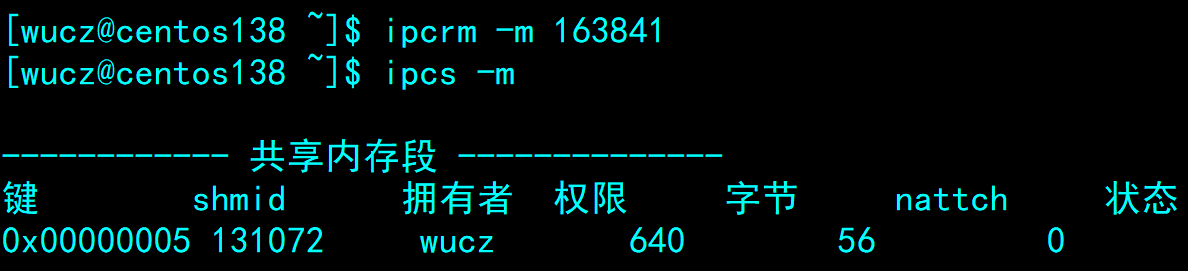 [wucz@centos138 ~]$ ipcrm -m 163841
[wucz@centos138 ~]$ ipcs -m
------------ 共享内存段 --------------
键 shmid 拥有者 权限 字节 nattch 状态
0x00000005 131072 wucz 640 56 0